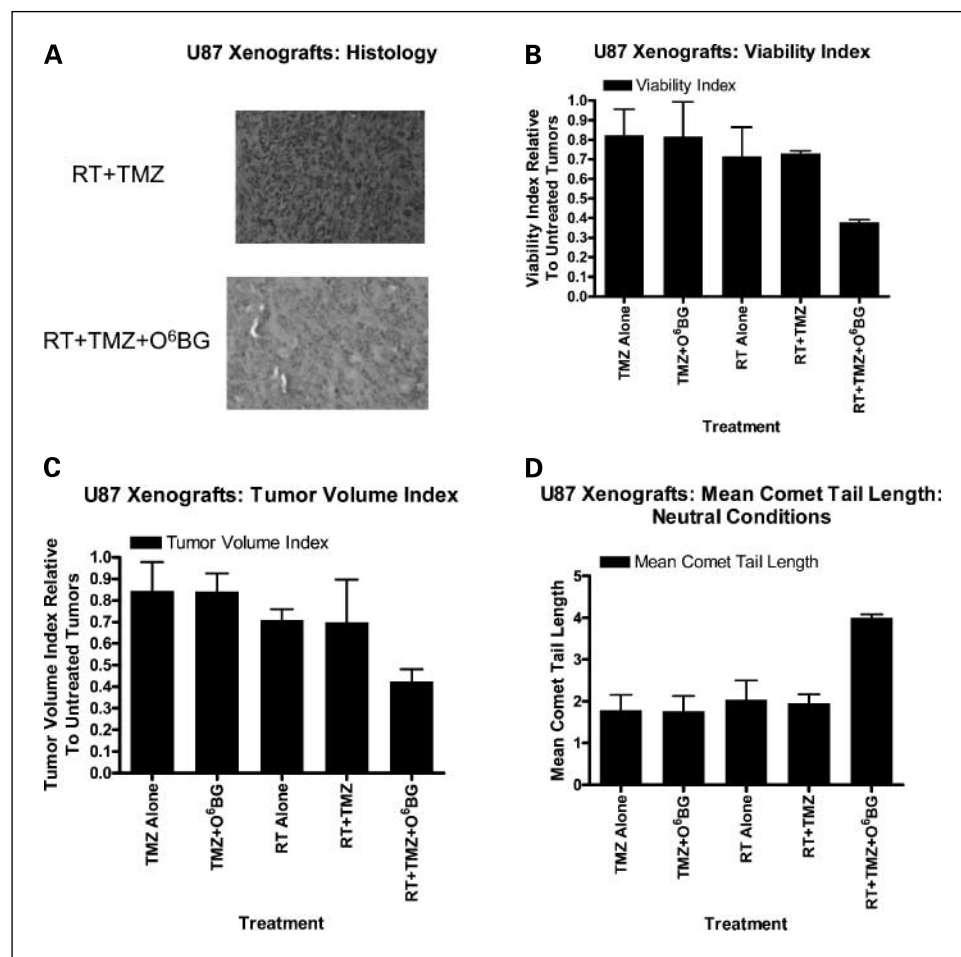 A
U87 Xenografts: Histology
RT+TMZ
RT+TMZ+O⁶BG
B
U87 Xenografts: Viability Index
Viability Index
Viability Index Relative
To Untreated Tumors
1.0
0.9
0.8
0.7
0.6
0.5
0.4
0.3
0.2
0.1
0.0
TMZ Alone
TMZ+O⁶BG
RT Alone
RT+TMZ
RT+TMZ+O⁶BG
Treatment
C
U87 Xenografts: Tumor Volume Index
Tumor Volume Index
Tumor Volume Index Relative
To Untreated Tumors
1.0
0.9
0.8
0.7
0.6
0.5
0.4
0.3
0.2
0.1
0.0
TMZ Alone
TMZ+O⁶BG
RT Alone
RT+TMZ
RT+TMZ+O⁶BG
Treatment
D
U87 Xenografts: Mean Comet Tail Length:
Neutral Conditions
Mean Comet Tail Length
Mean Comet Tail Length
5
4
3
2
1
0
TMZ Alone
TMZ+O⁶BG
RT Alone
RT+TMZ
RT+TMZ+O⁶BG
Treatment